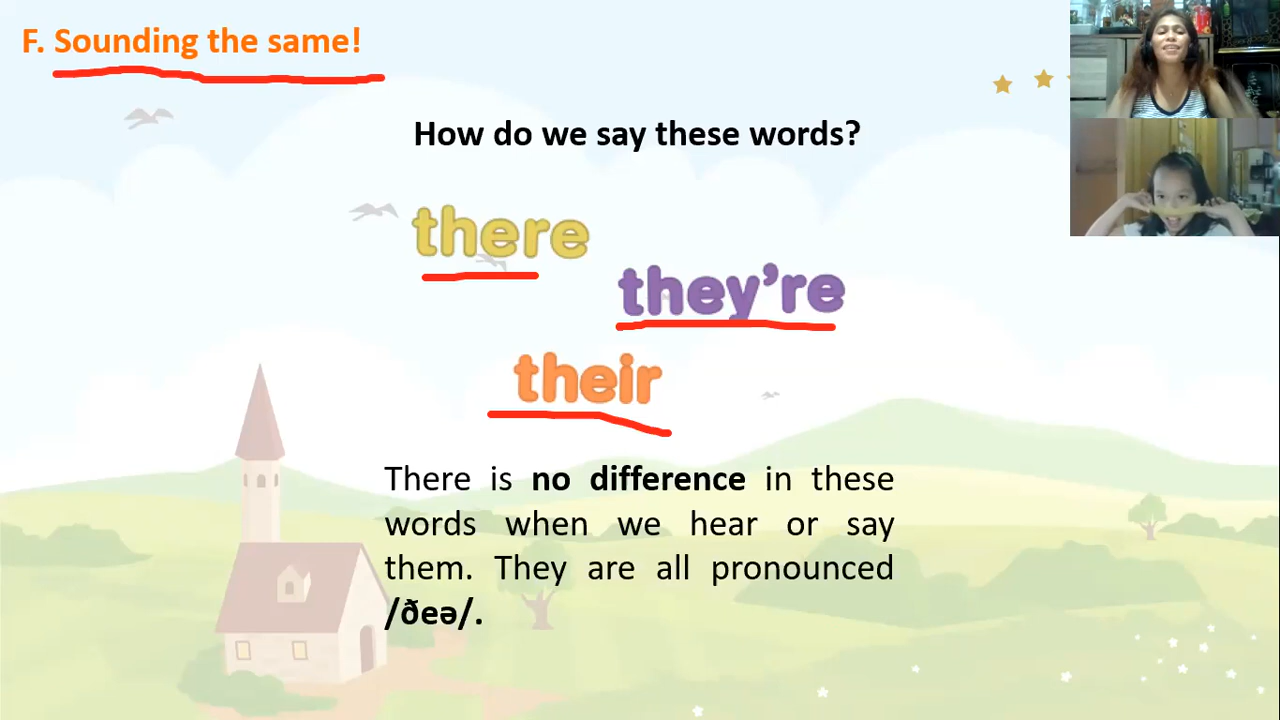 F. Sounding the same!
How do we say these words?
there
they’re
their
There is no difference in these
words when we hear or say
them. They are all pronounced
/ðeə/.